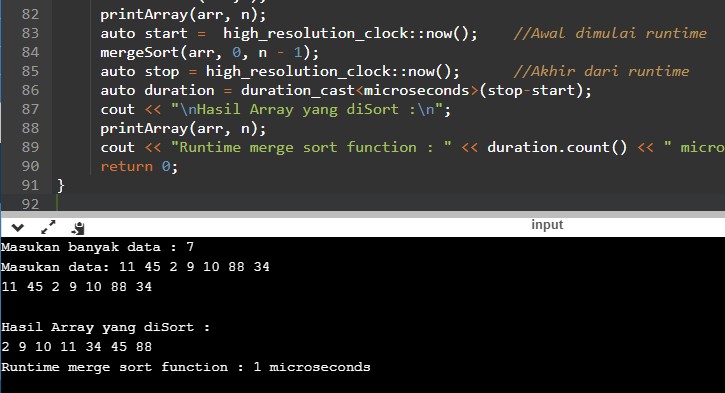 82 printArray(arr, n);
83 auto start =  high_resolution_clock::now();    //Awal dimulai runtime
84 mergeSort(arr, 0, n - 1);
85 auto stop = high_resolution_clock::now();      //Akhir dari runtime
86 auto duration = duration_cast<microseconds>(stop-start);
87 cout << "\nHasil Array yang diSort :\n";
88 printArray(arr, n);
89 cout << "Runtime merge sort function : " << duration.count() << " micro
90 return 0;
91 }
92
input
Masukan banyak data : 7
Masukan data: 11 45 2 9 10 88 34
11 45 2 9 10 88 34
Hasil Array yang diSort :
2 9 10 11 34 45 88
Runtime merge sort function : 1 microseconds